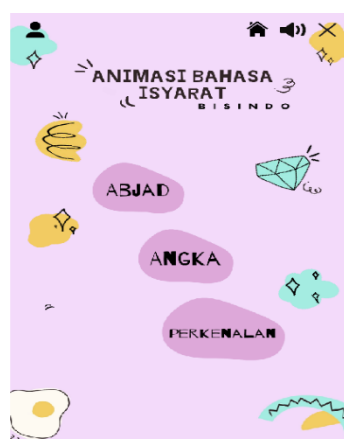 ANIMASI BAHASA
ISYARAT
BISINDO
ABJAD
ANGKA
PERKENALAN